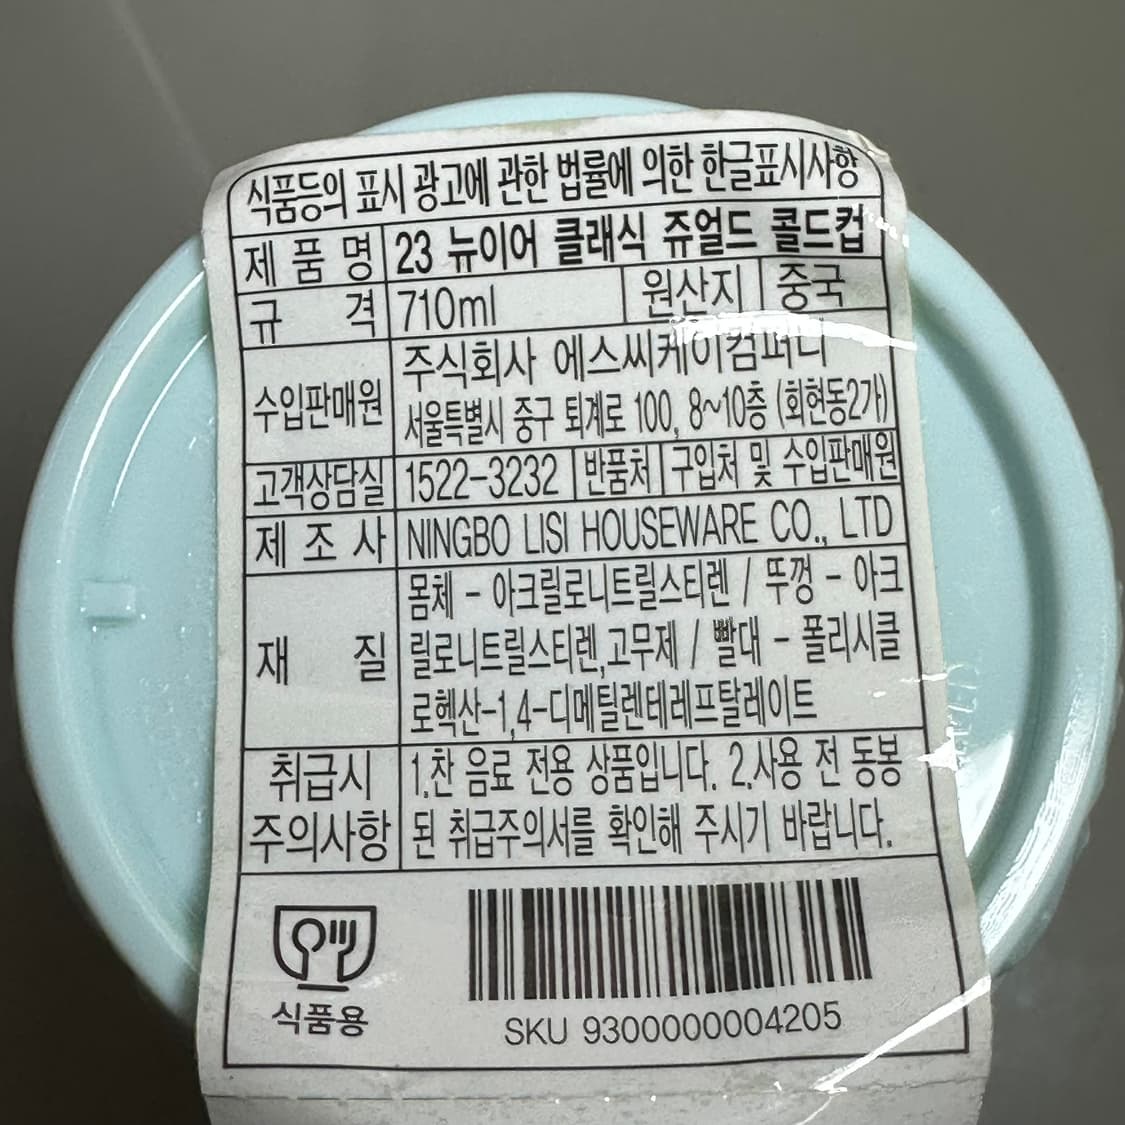 식품등의 표시 광고에 관한 법률에 의한 한글표시사항
제품명 23 뉴이어 클래식 쥬얼드 콜드컵
규격 710ml 원산지 중국
수입판매원 주식회사 에스씨케이컴퍼니
서울특별시 중구 퇴계로 100, 8~10층 (회현동2가)
고객상담실 1522-3232 반품처 구입처 및 수입판매원
제조사 NINGBO LISI HOUSEWARE CO., LTD
재질 몸체 - 아크릴로니트릴스티렌 / 뚜껑 - 아크
릴로니트릴스티렌,고무제 / 빨대 - 폴리시클
로헥산-1,4-디메틸렌테레프탈레이트
취급시 1.찬 음료 전용 상품입니다. 2.사용 전 동봉
주의사항 된 취급주의서를 확인해 주시기 바랍니다.
식품용
SKU 9300000004205